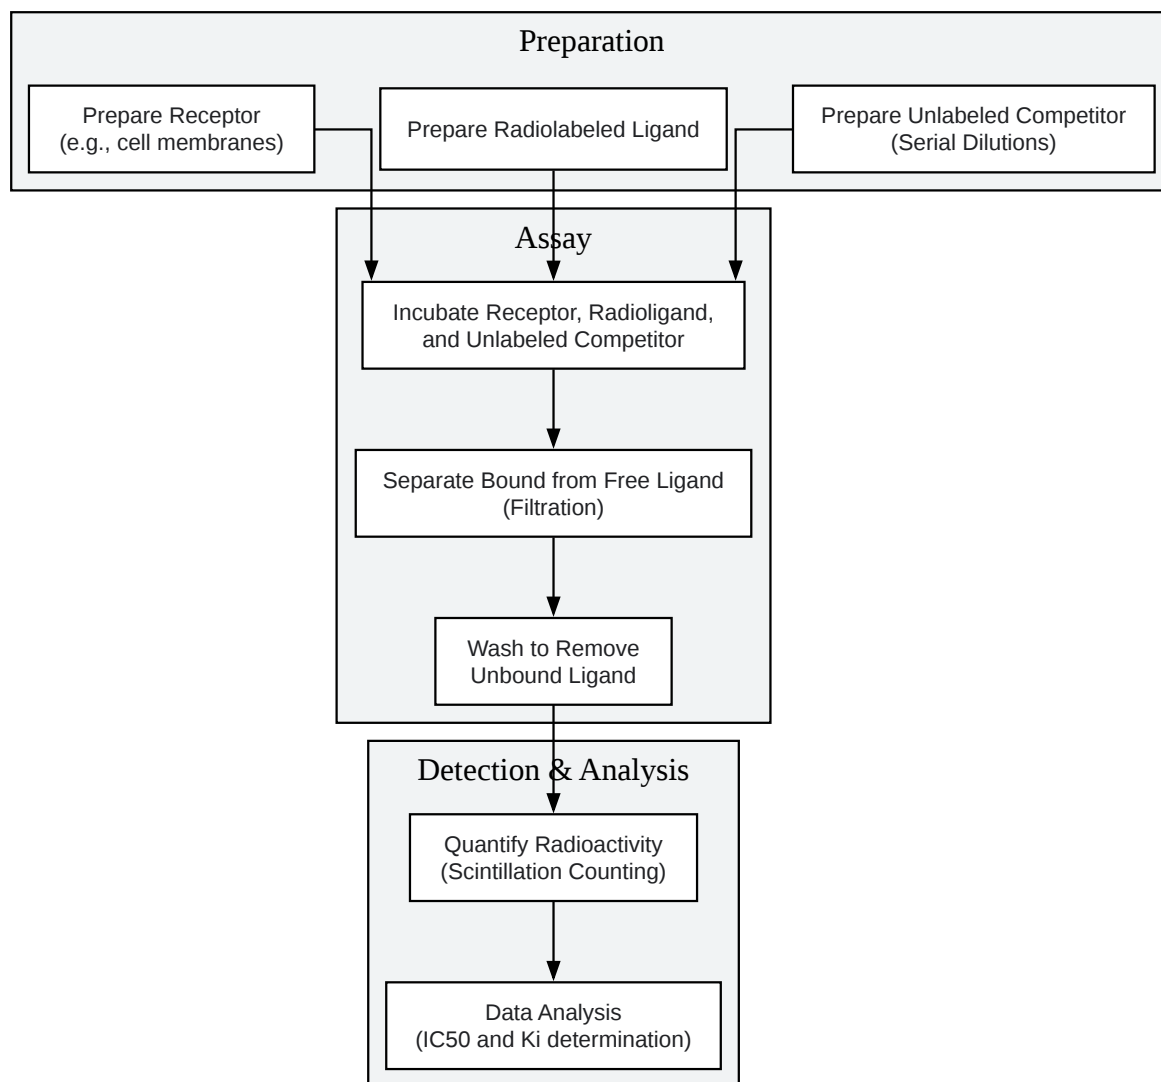 Preparation
Prepare Receptor
(e.g., cell membranes)
Prepare Radiolabeled Ligand
Prepare Unlabeled Competitor
(Serial Dilutions)
Assay
Incubate Receptor, Radioligand,
and Unlabeled Competitor
Separate Bound from Free Ligand
(Filtration)
Wash to Remove
Unbound Ligand
Detection & Analysis
Quantify Radioactivity
(Scintillation Counting)
Data Analysis
(IC50 and Ki determination)